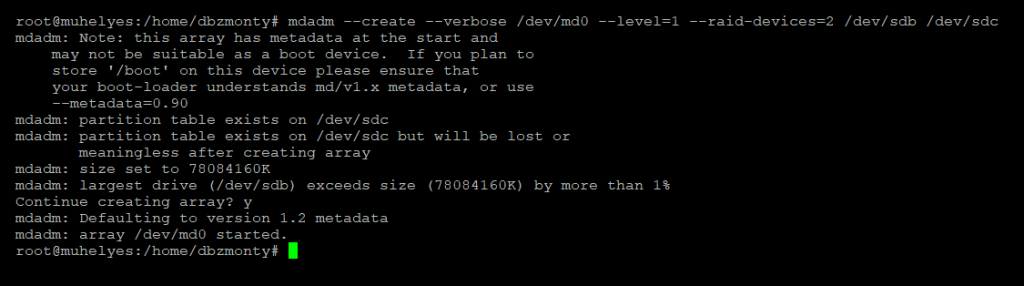 root@muhelyes:/home/dbzmonty# mdadm --create --verbose /dev/md0 --level=1 --raid-devices=2 /dev/sdb /dev/sdc
mdadm: Note: this array has metadata at the start and
    may not be suitable as a boot device.  If you plan to
    store '/boot' on this device please ensure that
    your boot-loader understands md/v1.x metadata, or use
    --metadata=0.90
mdadm: partition table exists on /dev/sdc
mdadm: partition table exists on /dev/sdc but will be lost or
       meaningless after creating array
mdadm: size set to 78084160K
mdadm: largest drive (/dev/sdb) exceeds size (78084160K) by more than 1%
Continue creating array? y
mdadm: Defaulting to version 1.2 metadata
mdadm: array /dev/md0 started.
root@muhelyes:/home/dbzmonty#